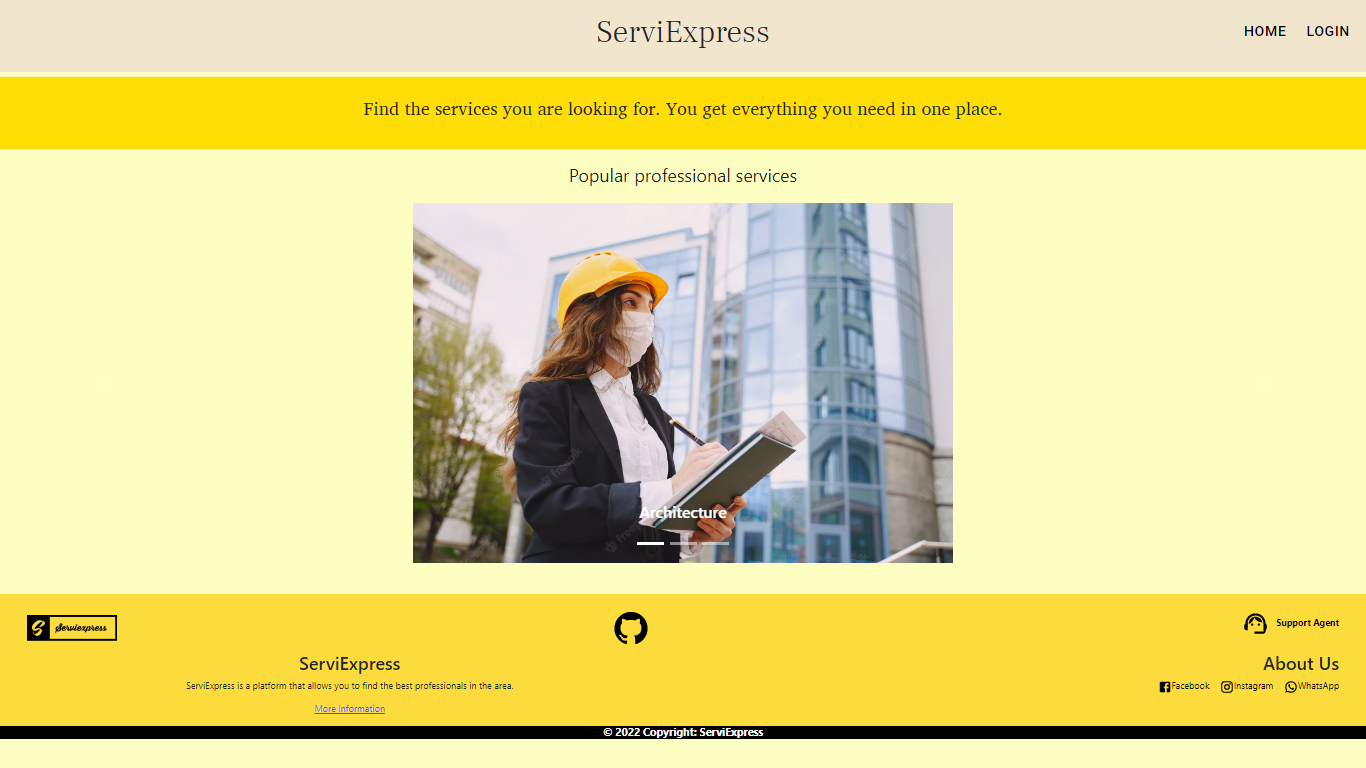 ServiExpress
HOME LOGIN
Find the services you are looking for. You get everything you need in one place.
Popular professional services
freepik
Architecture
Serviexpress
Support Agent
ServiExpress
About Us
ServiExpress is a platform that allows you to find the best professionals in the area.
Facebook Instagram WhatsApp
More Information
© 2022 Copyright: ServiExpress